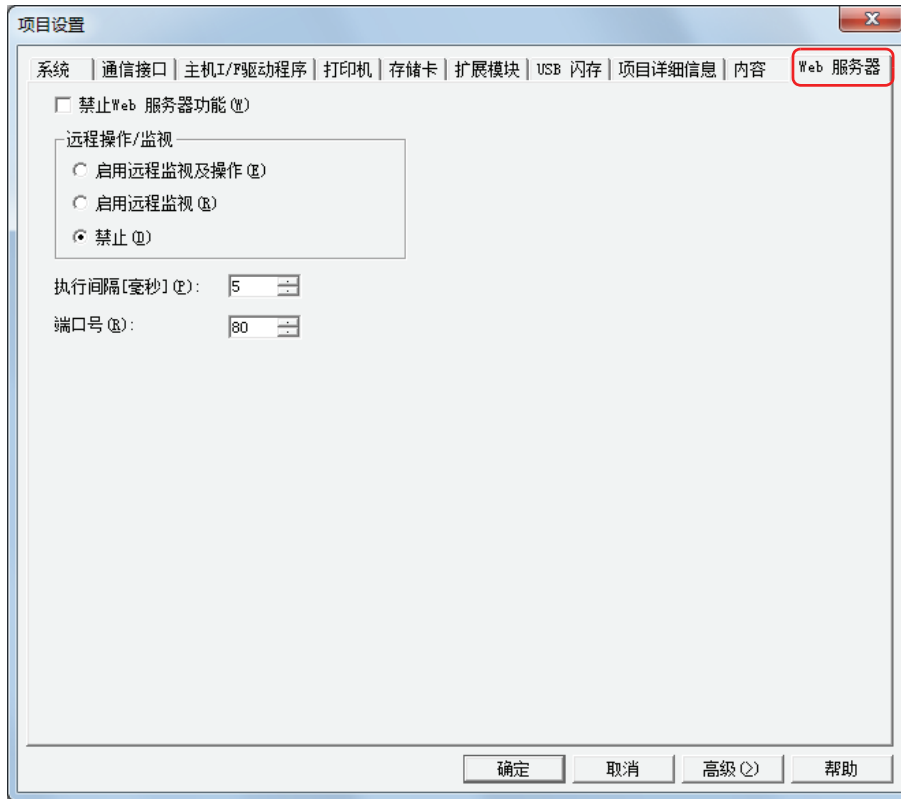 项目设置
系统 通信接口 主机I/F驱动程序 打印机 存储卡 扩展模块 USB 闪存 项目详细信息 内容 Web 服务器
禁止Web 服务器功能(W)
远程操作/监视
启用远程监视及操作(E)
启用远程监视(R)
禁止(D)
执行间隔[毫秒](P): 5
端口号(R): 80
确定 取消 高级(>) 帮助